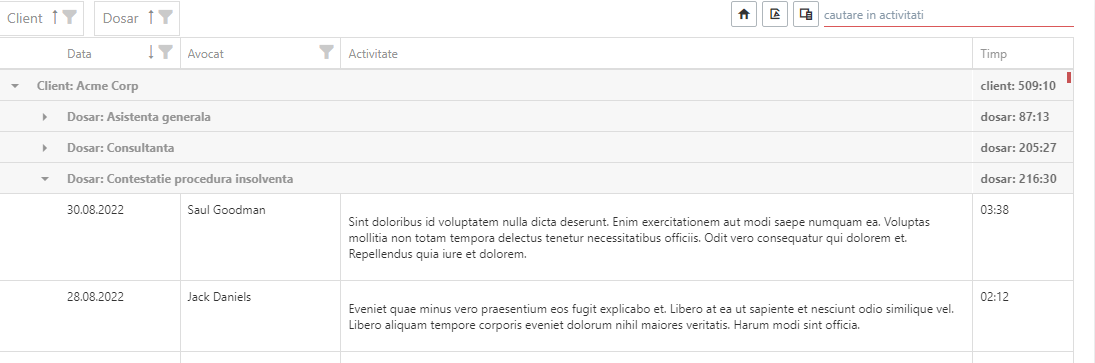 Client
Dosar
cautare in activitati
Data
Avocat
Activitate
Timp
Client: Acme Corp
client: 509:10
Dosar: Asistenta generala
dosar: 87:13
Dosar: Consultanta
dosar: 205:27
Dosar: Contestatie procedura insolventa
dosar: 216:30
30.08.2022
Saul Goodman
Sint doloribus id voluptatem nulla dicta deserunt. Enim exercitationem aut modi saepe numquam ea. Voluptas
mollitia non totam tempora delectus tenetur necessitatibus officiis. Odit vero consequatur qui dolorem et.
Repellendus quia iure et dolorem.
03:38
28.08.2022
Jack Daniels
Eveniet quae minus vero praesentium eos fugit explicabo et. Libero at ea ut sapiente et nesciunt odio similique vel.
Libero aliquam tempore corporis eveniet dolorum nihil maiores veritatis. Harum modi sint officia.
02:12